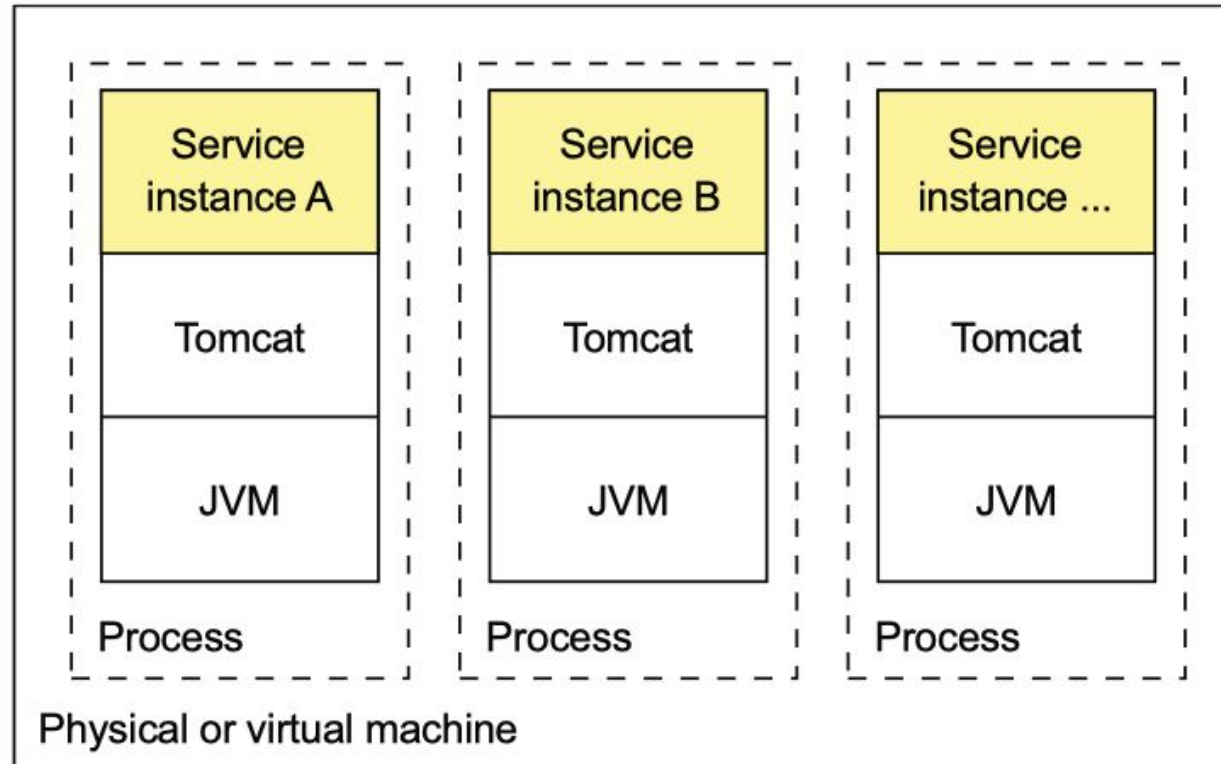 Service
instance A
Tomcat
JVM
Process
Service
instance B
Tomcat
JVM
Process
Service
instance ...
Tomcat
JVM
Process
Physical or virtual machine